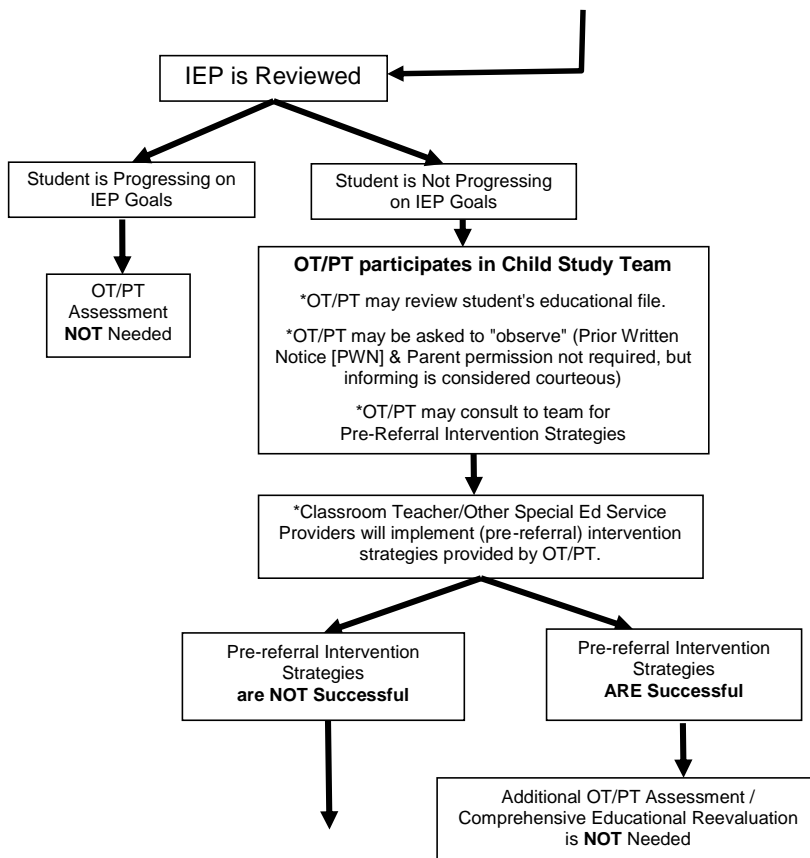 IEP is Reviewed
Student is Progressing on
IEP Goals
Student is Not Progressing
on IEP Goals
OT/PT
Assessment
NOT Needed
OT/PT participates in Child Study Team
*OT/PT may review student's educational file.
*OT/PT may be asked to "observe" (Prior Written
Notice [PWN] & Parent permission not required, but
informing is considered courteous)
*OT/PT may consult to team for
Pre-Referral Intervention Strategies
*Classroom Teacher/Other Special Ed Service
Providers will implement (pre-referral) intervention
strategies provided by OT/PT.
Pre-referral Intervention
Strategies
are NOT Successful
Pre-referral Intervention
Strategies
ARE Successful
Additional OT/PT Assessment /
Comprehensive Educational Reevaluation
is NOT Needed